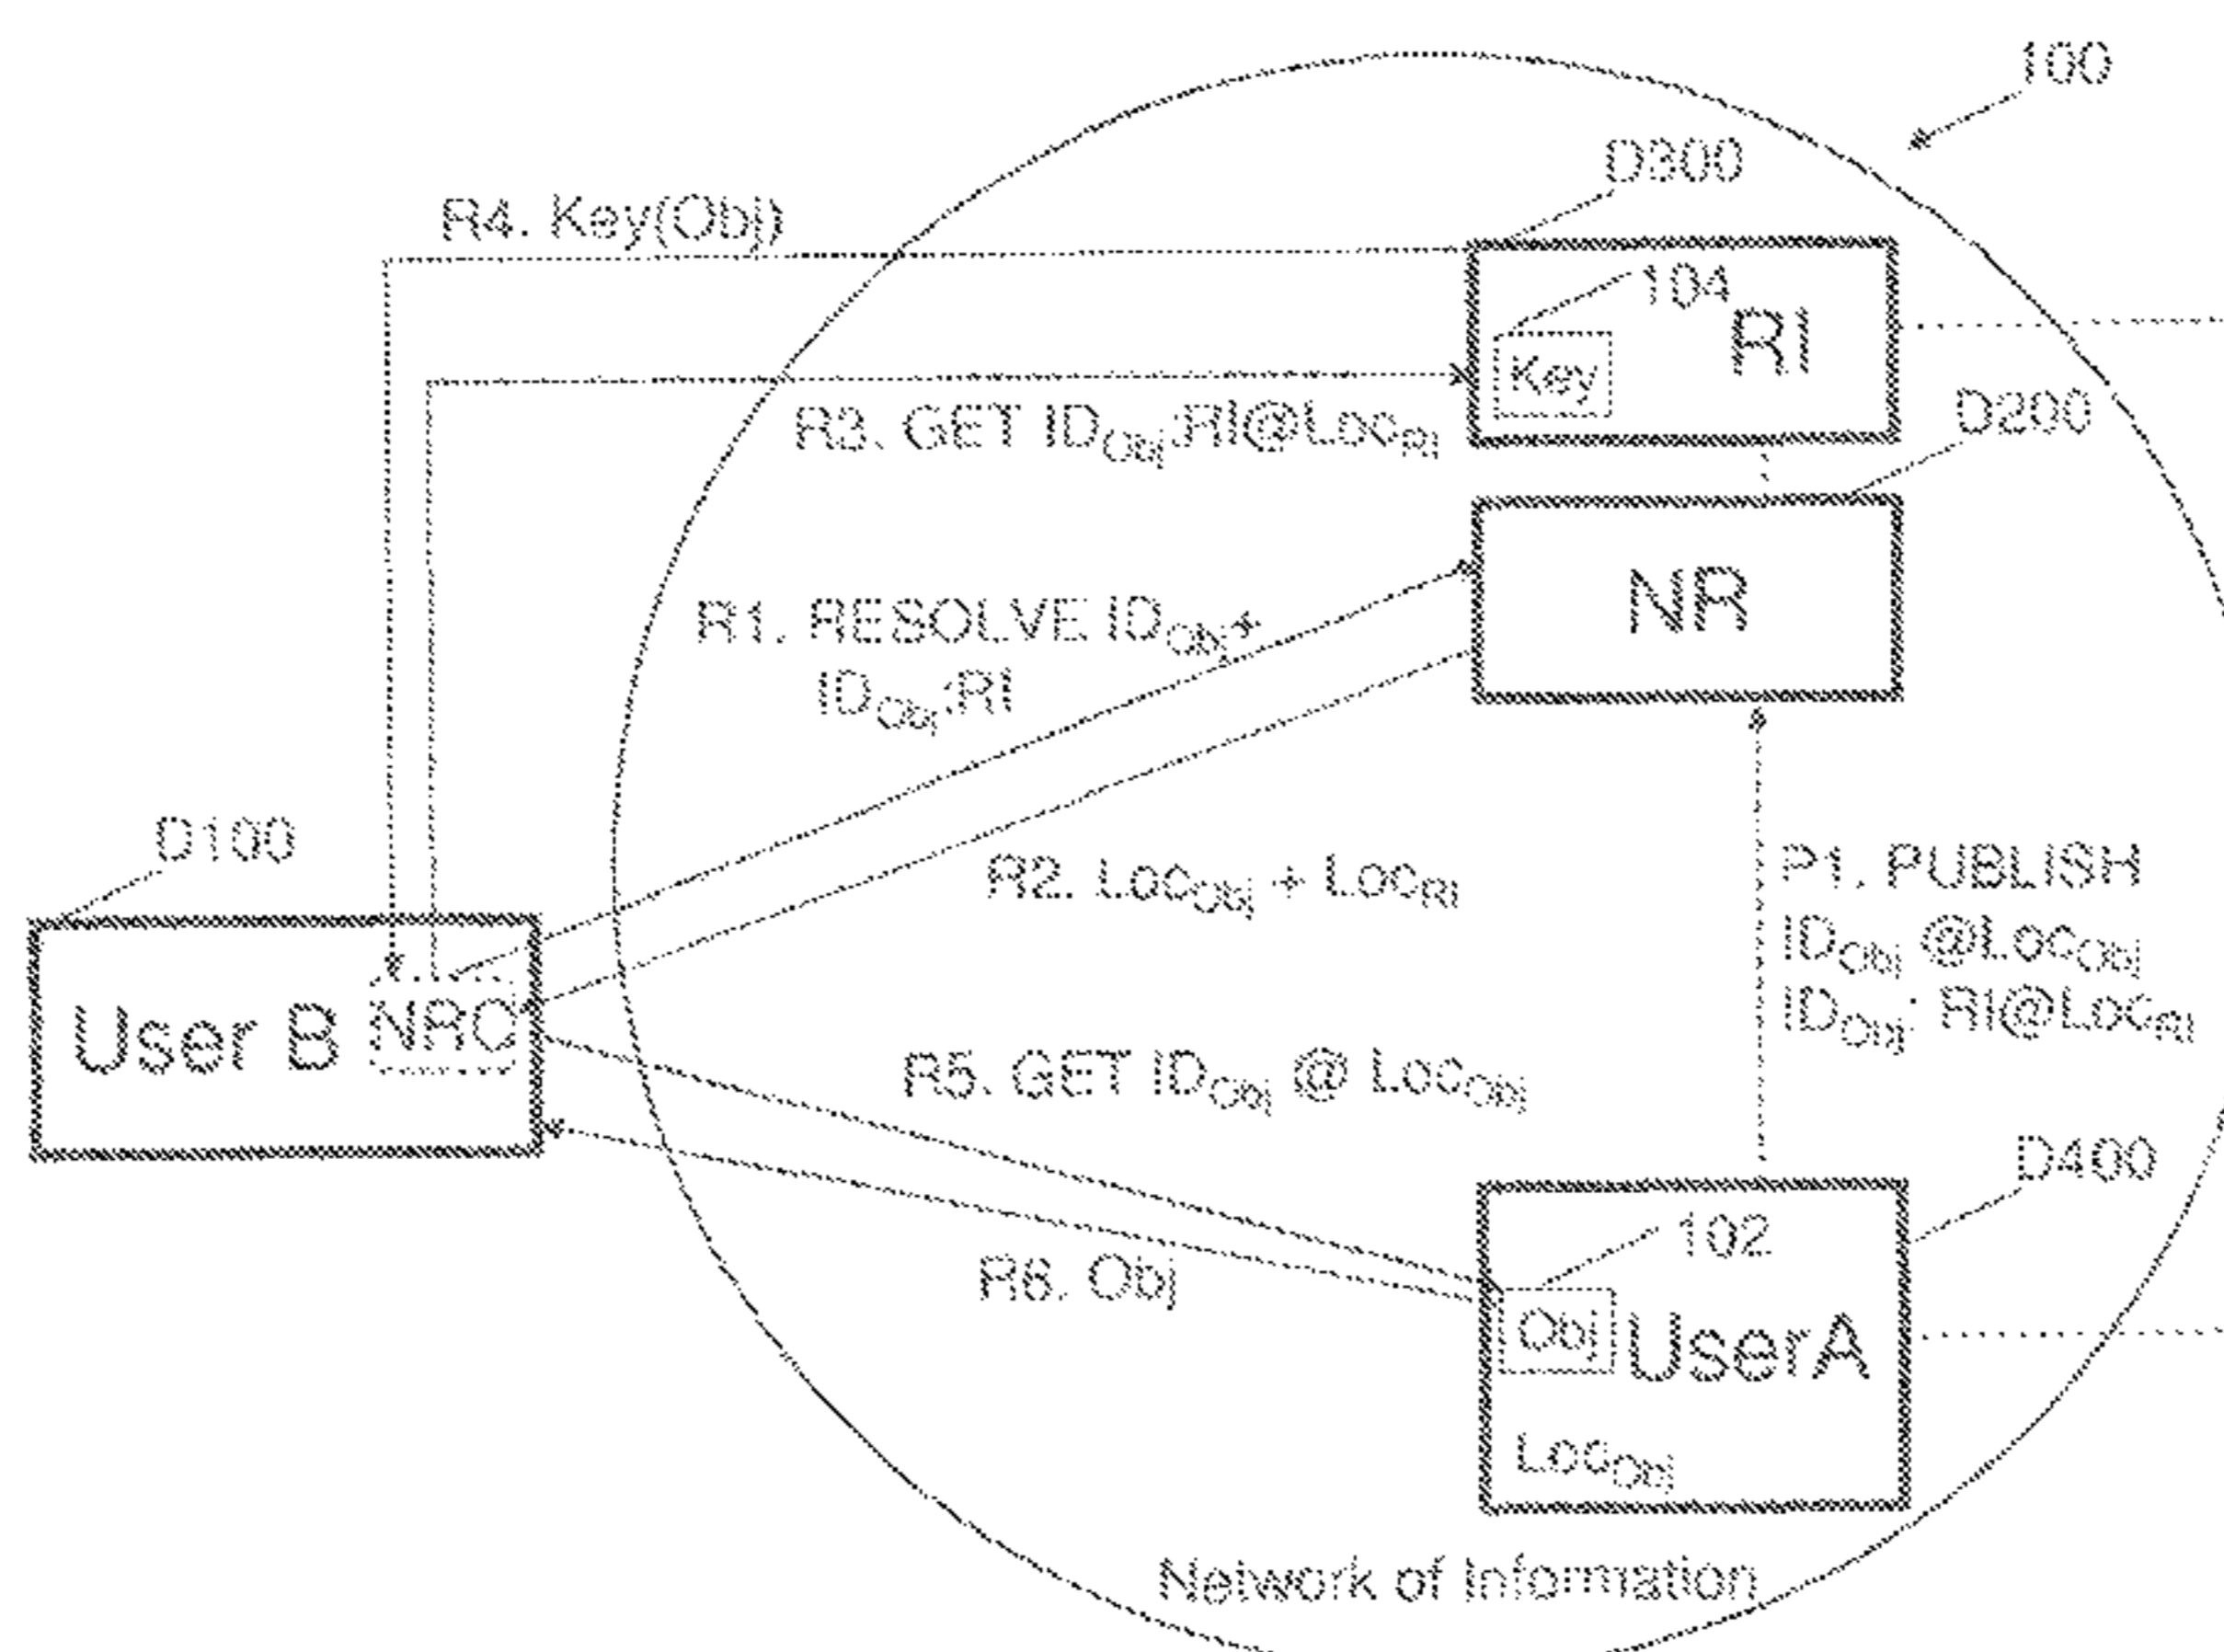 100
D300
R4. Key(Obj)
104
RI
Key
D200
R3. GET IDObj:RI@LocRI
R1. RESOLVE IDObj+
IDObj:RI
NR
D100
R2. LocObj + LocRI
P1. PUBLISH
IDObj @LocObj
IDObj: RI@LocRI
User B
NRC
R5. GET IDObj @ LocObj
D400
102
R6. Obj
Obj
UserA
LocObj
Network of Information